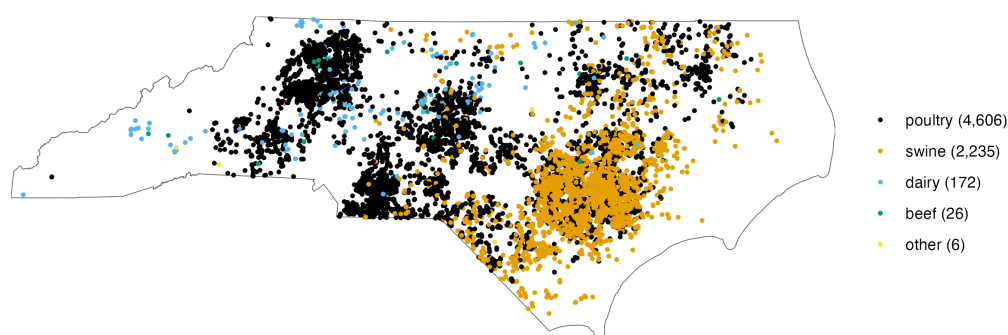 poultry (4,606)
swine (2,235)
dairy (172)
beef (26)
other (6)